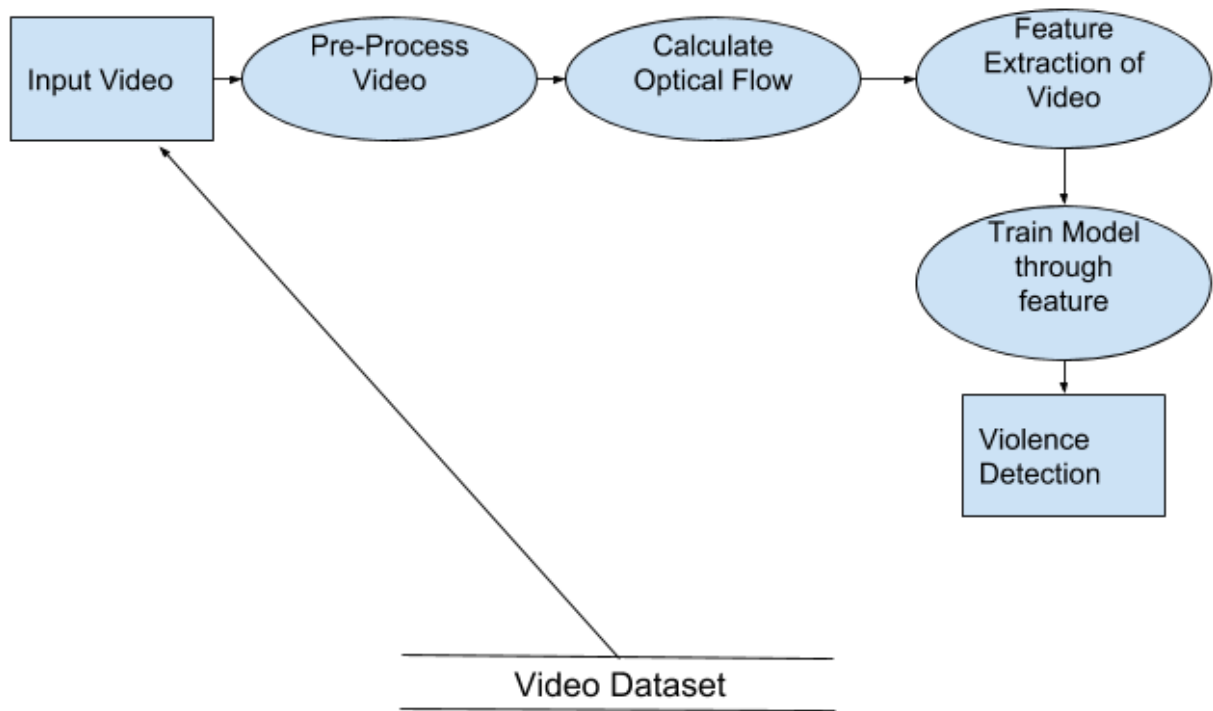 Input Video
Pre-Process
Video
Calculate
Optical Flow
Feature
Extraction of
Video
Train Model
through
feature
Violence
Detection
Video Dataset